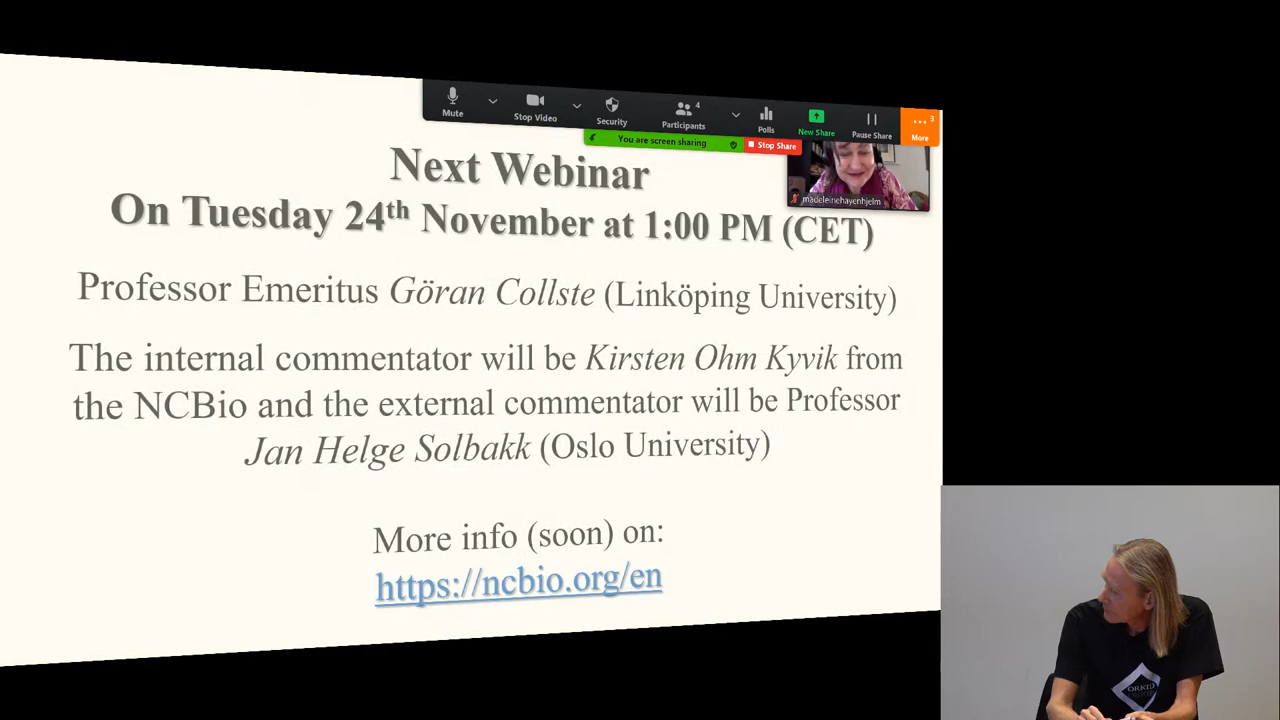 Mute
Stop Video
Security
4
Participants
Polls
New Share
Pause Share
3
More
You are screen sharing
Stop Share
madeleinehayenhjelm
Next Webinar
On Tuesday 24th November at 1:00 PM (CET)
Professor Emeritus Göran Collste (Linköping University)
The internal commentator will be Kirsten Ohm Kyvik from
the NCBio and the external commentator will be Professor
Jan Helge Solbakk (Oslo University)
More info (soon) on:
https://ncbio.org/en